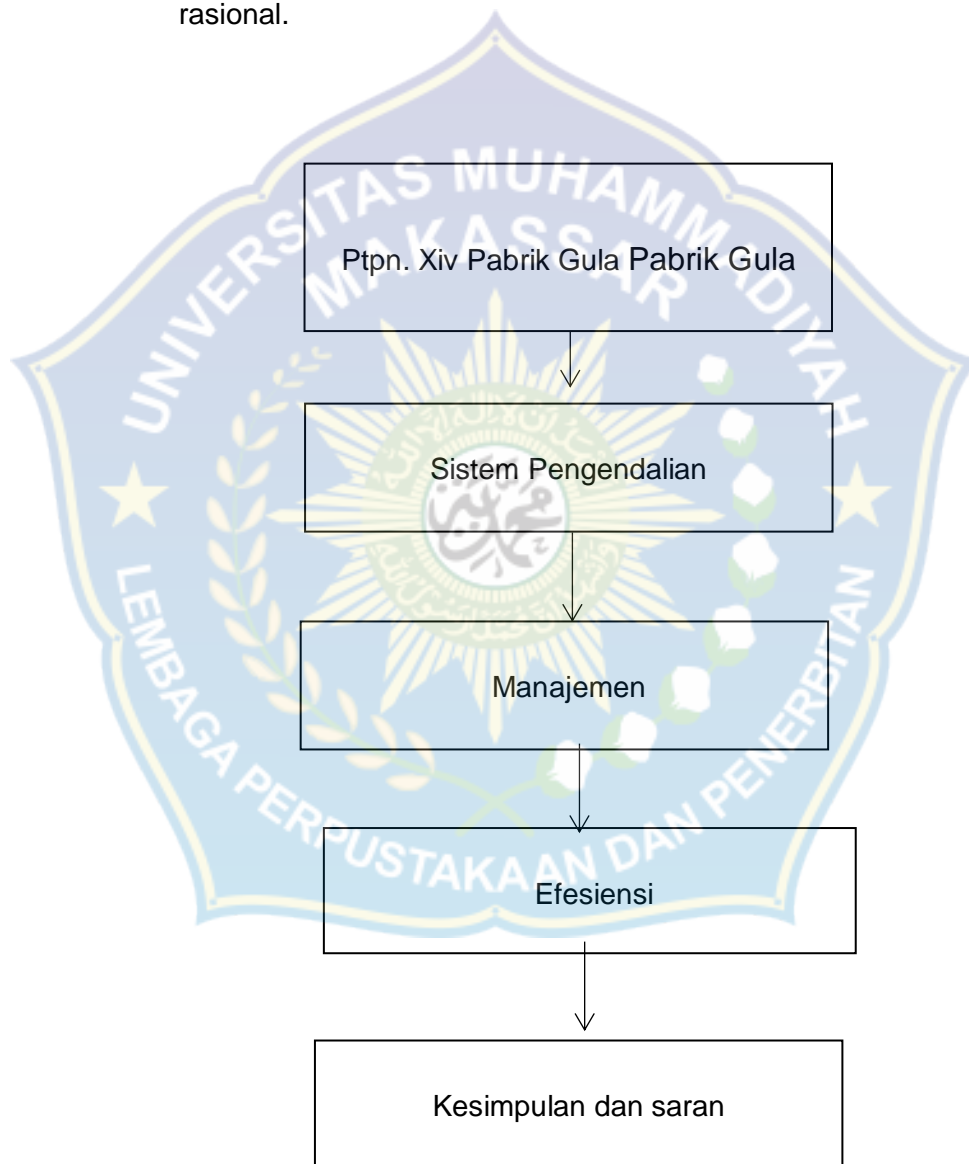 rasional.
UNIVERSITAS MUHAMMADIYAH
MAKASSAR
Ptpn. Xiv Pabrik Gula Pabrik Gula
Sistem Pengendalian
Manajemen
Efesiensi
LEMBAGA PERPUSTAKAAN DAN PENERBITAN
Kesimpulan dan saran